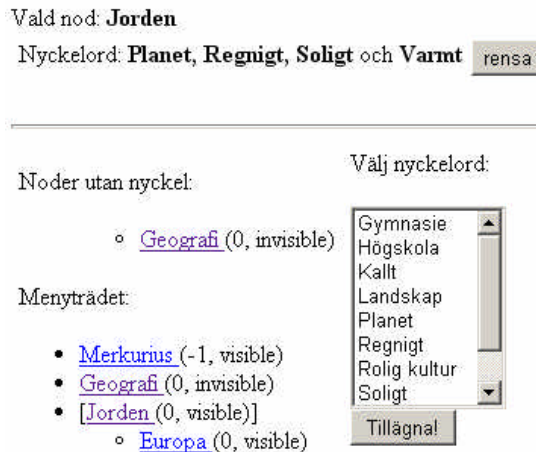 Vald nod: Jorden
Nyckelord: Planet, Regnigt, Soligt och Varmt rensa
Noder utan nyckel:
Geografi (0, invisible)
Menyträdet:
Merkurius (-1, visible)
Geografi (0, invisible)
[Jorden (0, visible)]
Europa (0, visible)
Välj nyckelord:
Gymnasie
Högskola
Kallt
Landskap
Planet
Regnigt
Rolig kultur
Soligt
Tillägna!